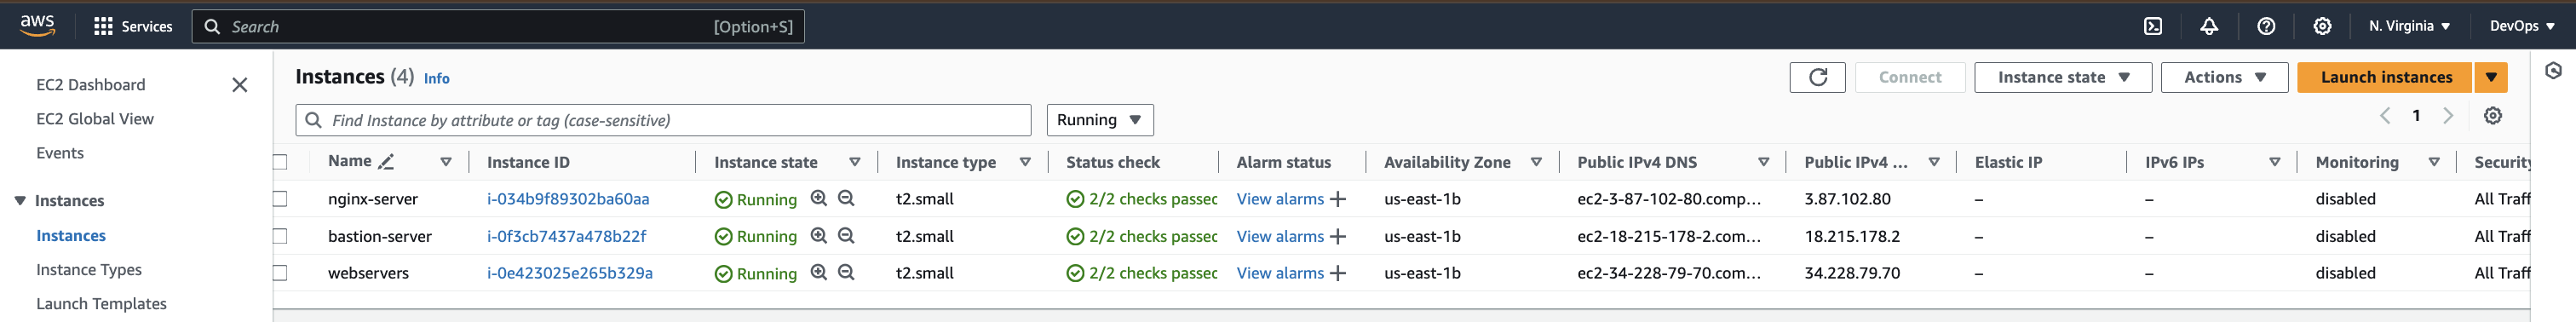 aws Services Search [Option+S] N. Virginia DevOps
EC2 Dashboard
EC2 Global View
Events
Instances
Instances
Instance Types
Launch Templates
Instances (4) Info Connect Instance state Actions Launch instances
Find Instance by attribute or tag (case-sensitive) Running 1
Name Instance ID Instance state Instance type Status check Alarm status Availability Zone Public IPv4 DNS Public IPv4 ... Elastic IP IPv6 IPs Monitoring Security
nginx-server i-034b9f89302ba60aa Running t2.small 2/2 checks passec View alarms + us-east-1b ec2-3-87-102-80.comp... 3.87.102.80 – – disabled All Traff
bastion-server i-0f3cb7437a478b22f Running t2.small 2/2 checks passec View alarms + us-east-1b ec2-18-215-178-2.com... 18.215.178.2 – – disabled All Traff
webservers i-0e423025e265b329a Running t2.small 2/2 checks passec View alarms + us-east-1b ec2-34-228-79-70.com... 34.228.79.70 – – disabled All Traff